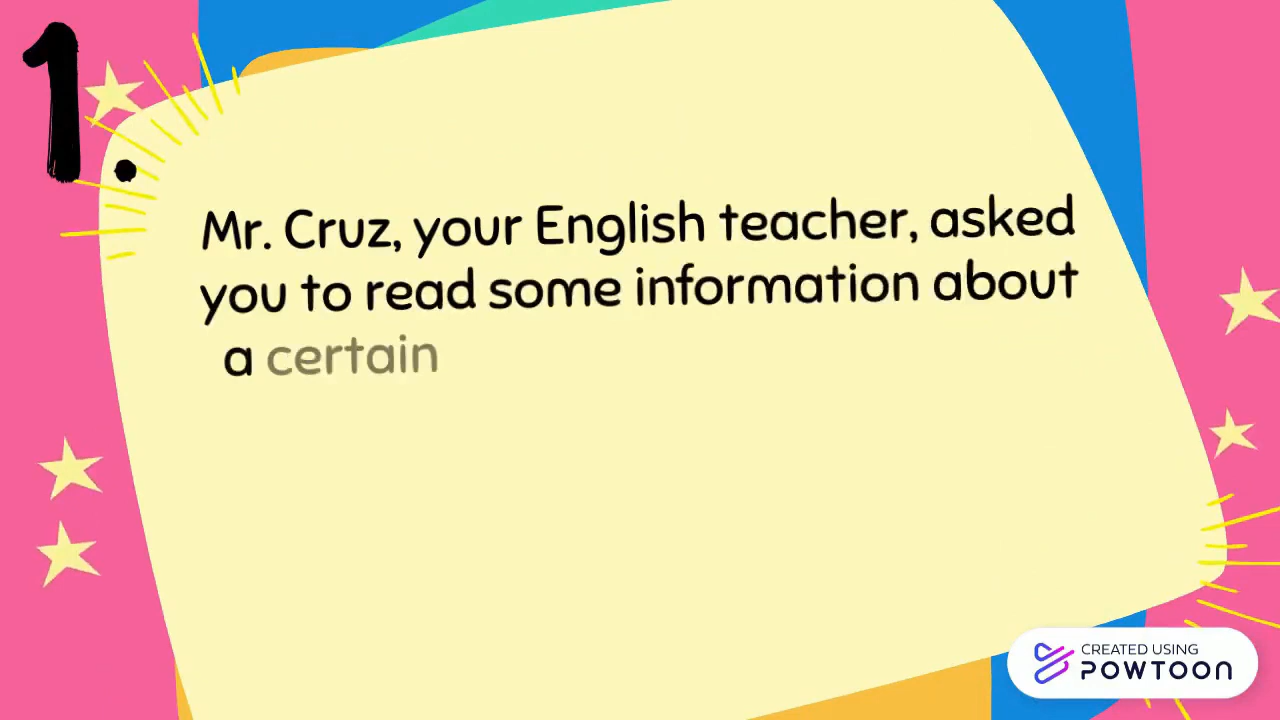 1.
Mr. Cruz, your English teacher, asked
you to read some information about
a certain
CREATED USING
POWTOON